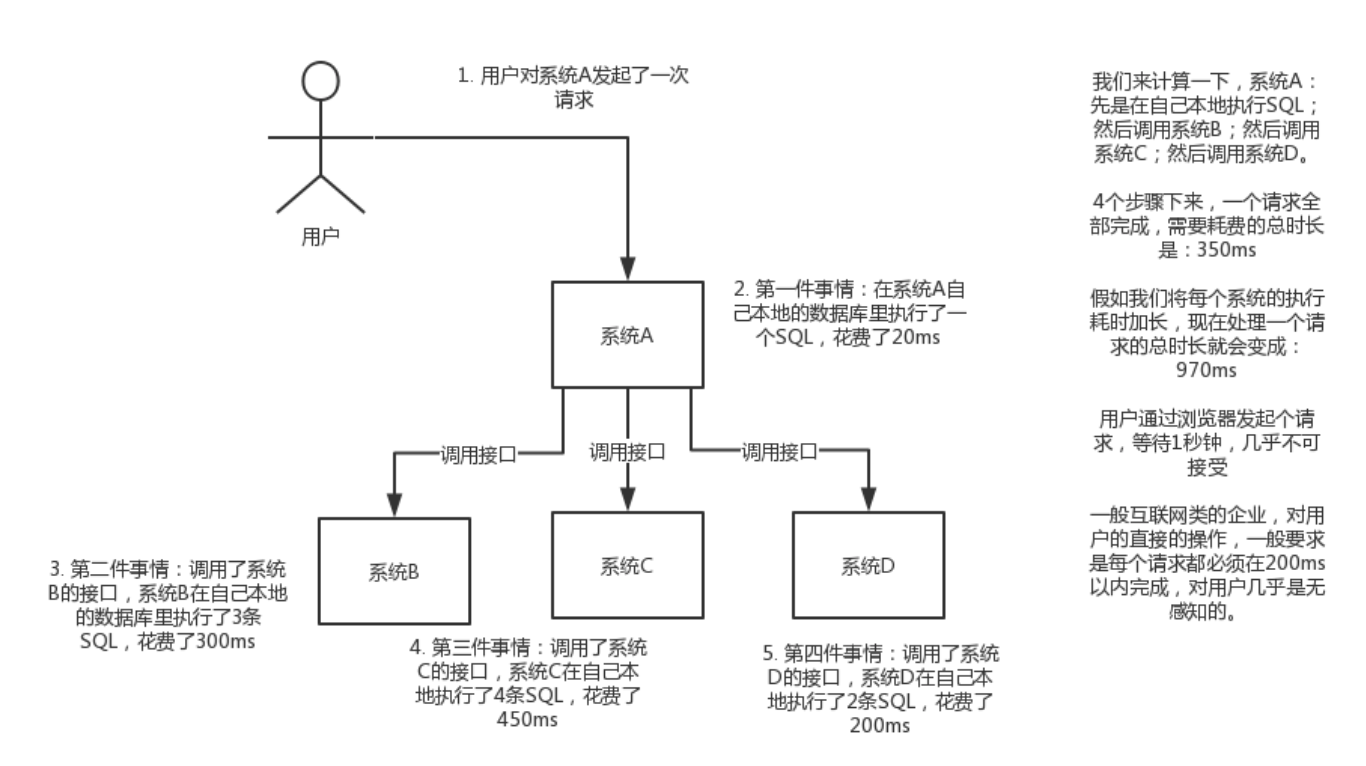 1. 用户对系统A发起了一次
请求
用户
系统A
2. 第一件事情：在系统A自
己本地的数据库里执行了一
个SQL，花费了20ms
调用接口
调用接口
调用接口
系统B
系统C
系统D
3. 第二件事情：调用了系统
B的接口，系统B在自己本地
的数据库里执行了3条
SQL，花费了300ms
4. 第三件事情：调用了系统
C的接口，系统C在自己本
地执行了4条SQL，花费了
450ms
5. 第四件事情：调用了系统
D的接口，系统D在自己本
地执行了2条SQL，花费了
200ms
我们来计算一下，系统A：
先是在自己本地执行SQL；
然后调用系统B；然后调用
系统C；然后调用系统D。
4个步骤下来，一个请求全
部完成，需要耗费的总时长
是：350ms
假如我们将每个系统的执行
耗时加长，现在处理一个请
求的总时长就会变成：
970ms
用户通过浏览器发起个请
求，等待1秒钟，几乎不可
接受
一般互联网类的企业，对用
户的直接的操作，一般要求
是每个请求都必须在200ms
以内完成，对用户几乎是无
感知的。